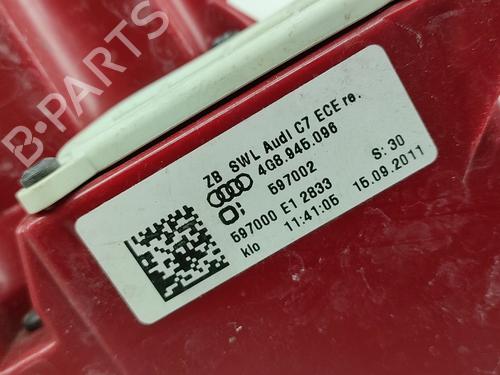 B-PARTS
ZB SWL Audi C7 ECE re.
4G8.945.096
597002
S: 30
597000 E1 2833
klo 11:41:05 15.09.2011